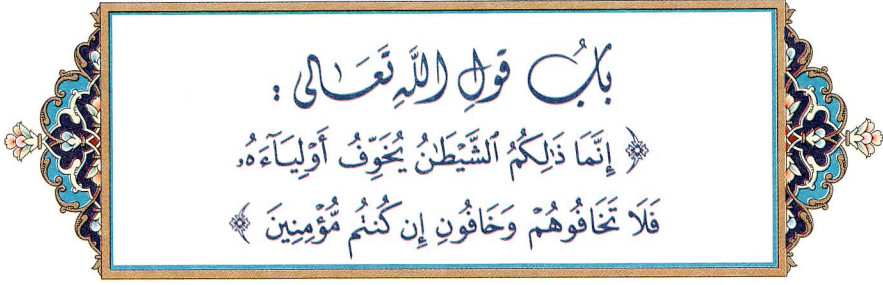 بَابُ قَوْلِ اللَّهِ تَعَالَى :
﴿ إِنَّمَا ذَٰلِكُمُ ٱلشَّيْطَٰنُ يُخَوِّفُ أَوْلِيَآءَهُۥ
فَلَا تَخَافُوهُمْ وَخَافُونِ إِن كُنتُم مُّؤْمِنِينَ ﴾